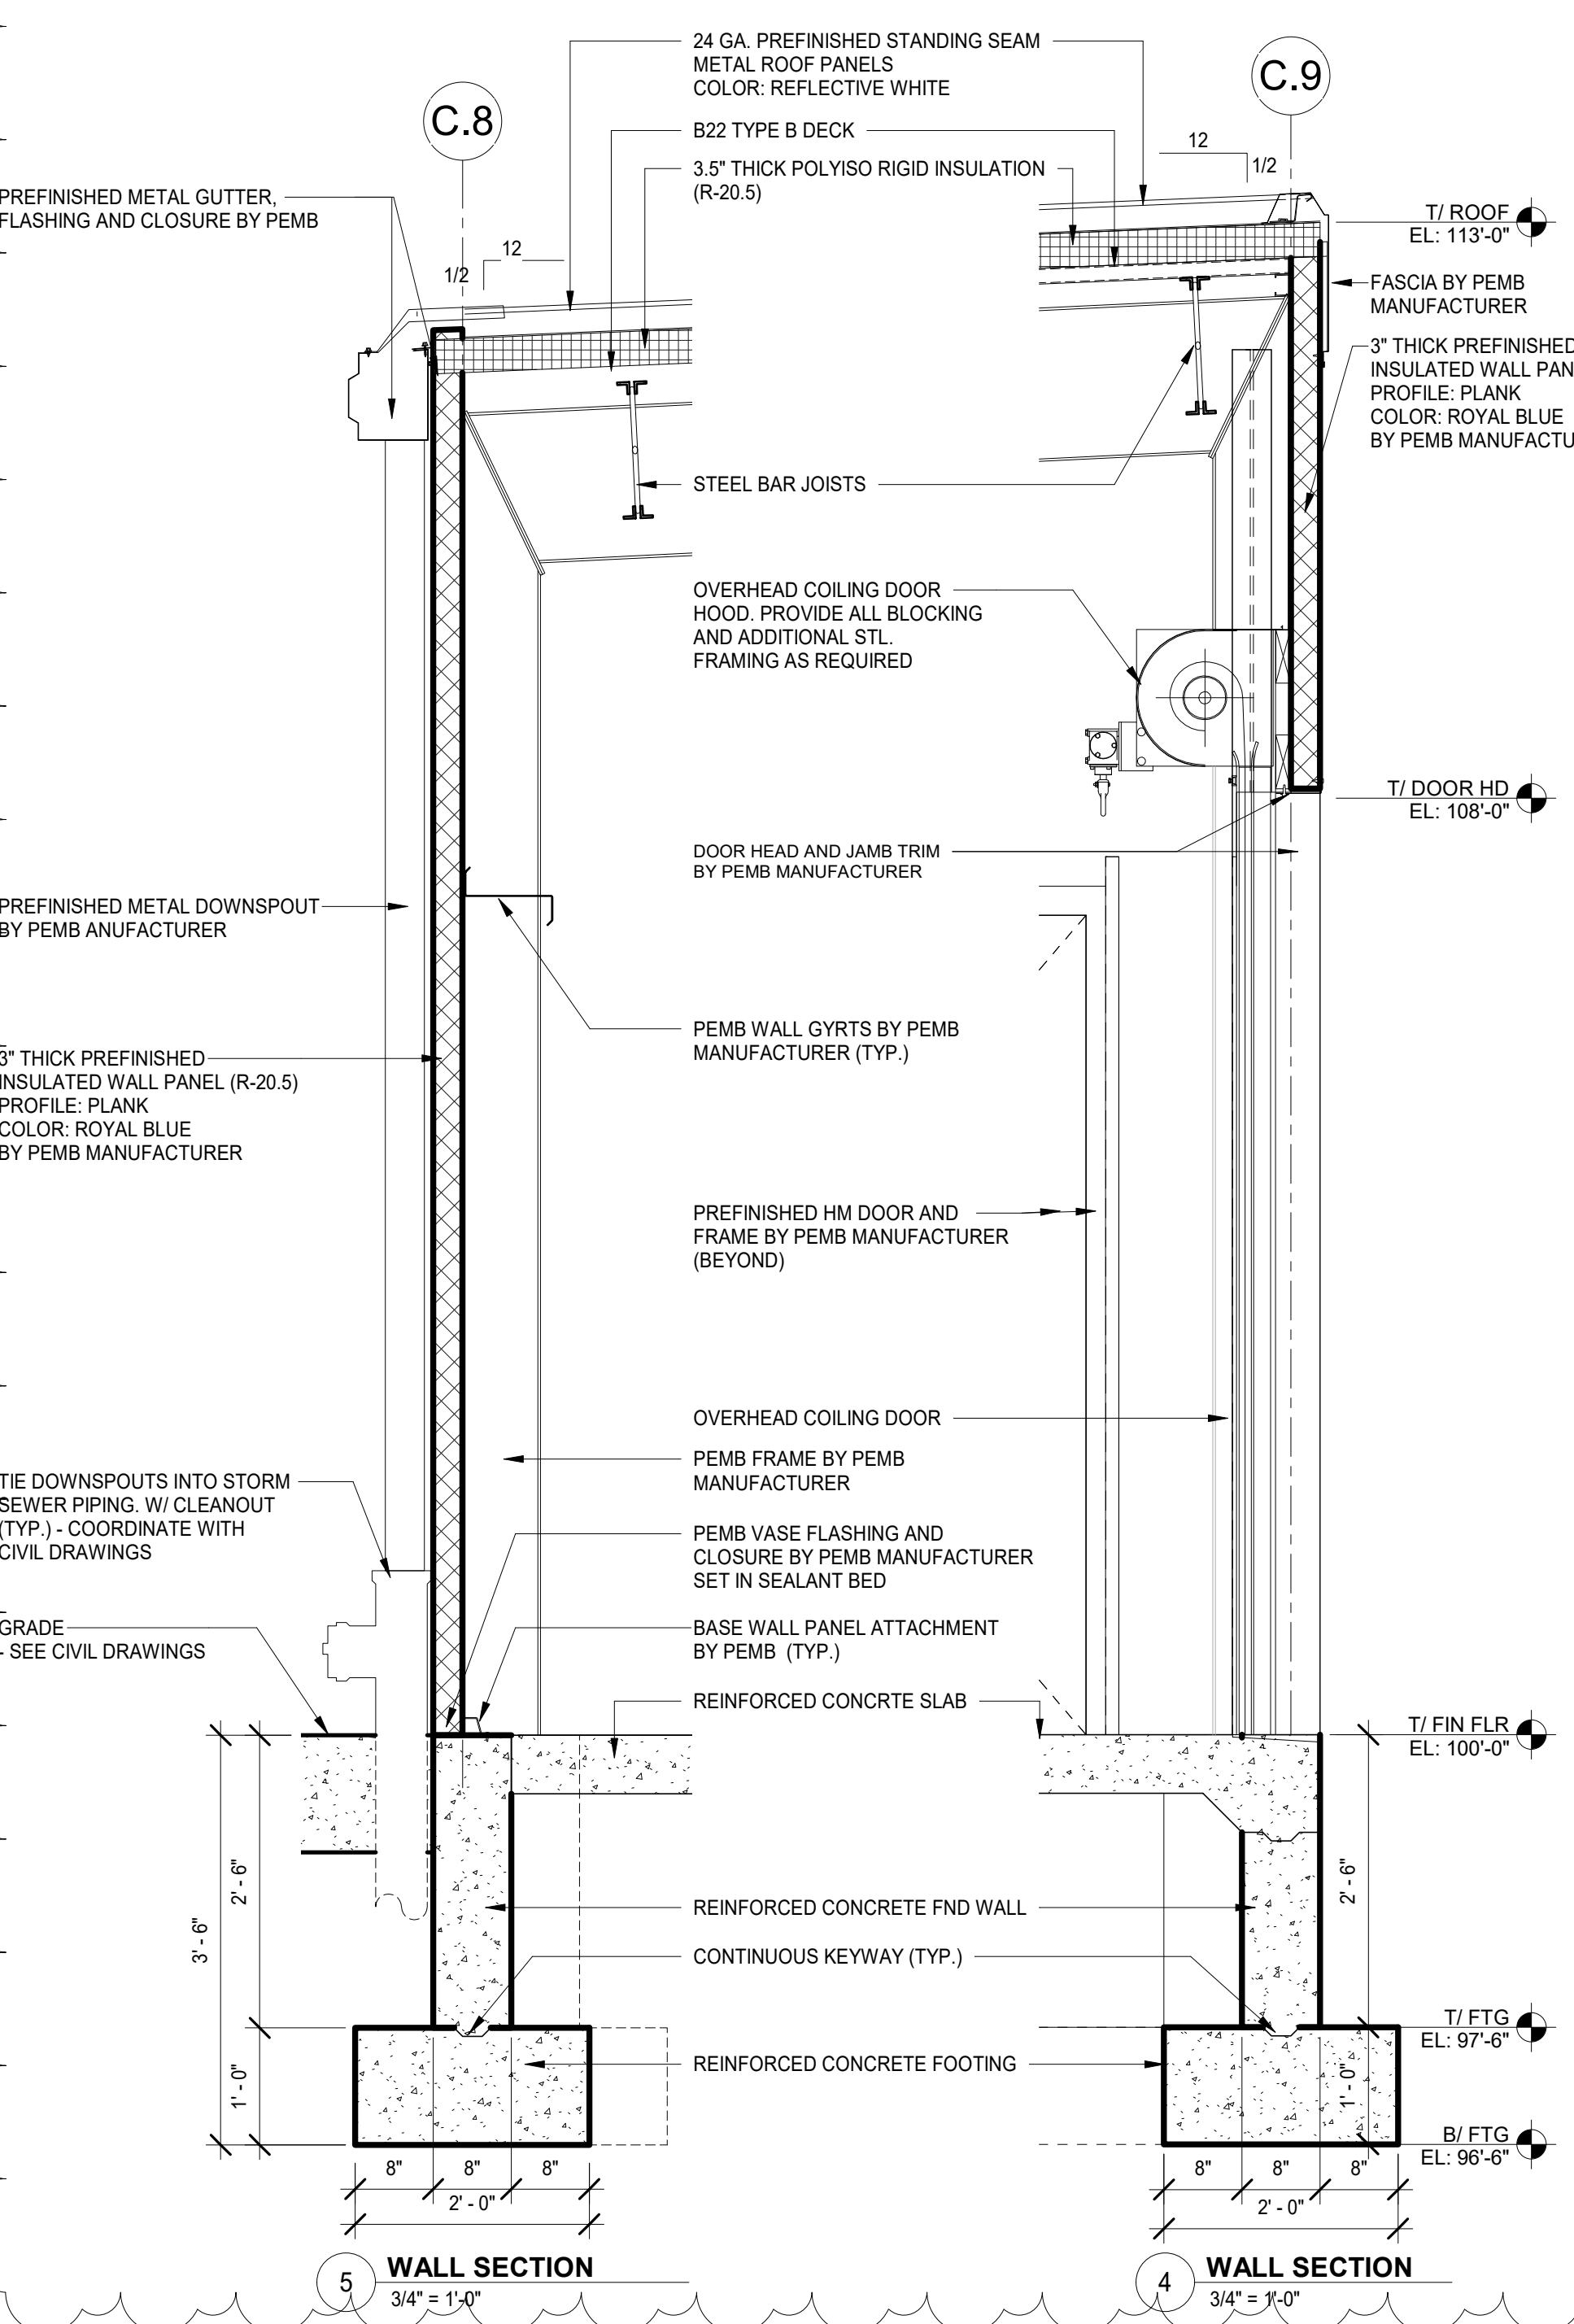 24 GA. PREFINISHED STANDING SEAM
METAL ROOF PANELS
COLOR: REFLECTIVE WHITE
C.8
C.9
B22 TYPE B DECK
3.5" THICK POLYISO RIGID INSULATION
(R-20.5)
12
1/2
PREFINISHED METAL GUTTER,
FLASHING AND CLOSURE BY PEMB
12
1/2
T/ ROOF
EL: 113'-0"
FASCIA BY PEMB
MANUFACTURER
3" THICK PREFINISHED
INSULATED WALL PAN
PROFILE: PLANK
COLOR: ROYAL BLUE
BY PEMB MANUFACTU
STEEL BAR JOISTS
OVERHEAD COILING DOOR
HOOD. PROVIDE ALL BLOCKING
AND ADDITIONAL STL.
FRAMING AS REQUIRED
T/ DOOR HD
EL: 108'-0"
DOOR HEAD AND JAMB TRIM
BY PEMB MANUFACTURER
PREFINISHED METAL DOWNSPOUT
BY PEMB ANUFACTURER
PEMB WALL GYRTS BY PEMB
MANUFACTURER (TYP.)
3" THICK PREFINISHED
INSULATED WALL PANEL (R-20.5)
PROFILE: PLANK
COLOR: ROYAL BLUE
BY PEMB MANUFACTURER
PREFINISHED HM DOOR AND
FRAME BY PEMB MANUFACTURER
(BEYOND)
OVERHEAD COILING DOOR
PEMB FRAME BY PEMB
MANUFACTURER
TIE DOWNSPOUTS INTO STORM
SEWER PIPING. W/ CLEANOUT
(TYP.) - COORDINATE WITH
CIVIL DRAWINGS
PEMB VASE FLASHING AND
CLOSURE BY PEMB MANUFACTURER
SET IN SEALANT BED
GRADE
- SEE CIVIL DRAWINGS
BASE WALL PANEL ATTACHMENT
BY PEMB (TYP.)
REINFORCED CONCRTE SLAB
T/ FIN FLR
EL: 100'-0"
2' - 6"
3' - 6"
1' - 0"
2' - 6"
1' - 0"
REINFORCED CONCRETE FND WALL
CONTINUOUS KEYWAY (TYP.)
T/ FTG
EL: 97'-6"
REINFORCED CONCRETE FOOTING
B/ FTG
EL: 96'-6"
8" 8" 8"
2' - 0"
8" 8" 8"
2' - 0"
5 WALL SECTION
3/4" = 1'-0"
4 WALL SECTION
3/4" = 1'-0"